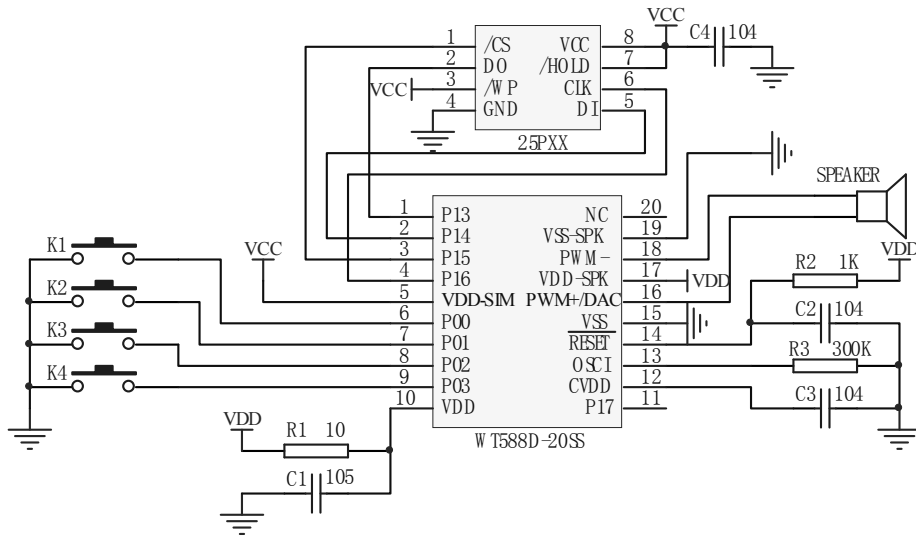 VCC
C4 104
1 /CS VCC 8
2 DO /HOLD 7
VCC 3 /WP CLK 6
4 GND DI 5
25PXX
SPEAKER
1 P13 NC 20
2 P14 VSS-SPK 19
3 P15 PWM- 18
4 P16 VDD-SPK 17 VDD
5 VDD-SIM PWM+/DAC 16
6 P00 VSS 15
7 P01 RESET 14
8 P02 OSCI 13
9 P03 CVDD 12
10 VDD P17 11
WT588D-20SS
K1
K2
K3
K4
VCC
VDD
R2 1K
C2 104
R3 300K
C3 104
VDD
R1 10
C1 105